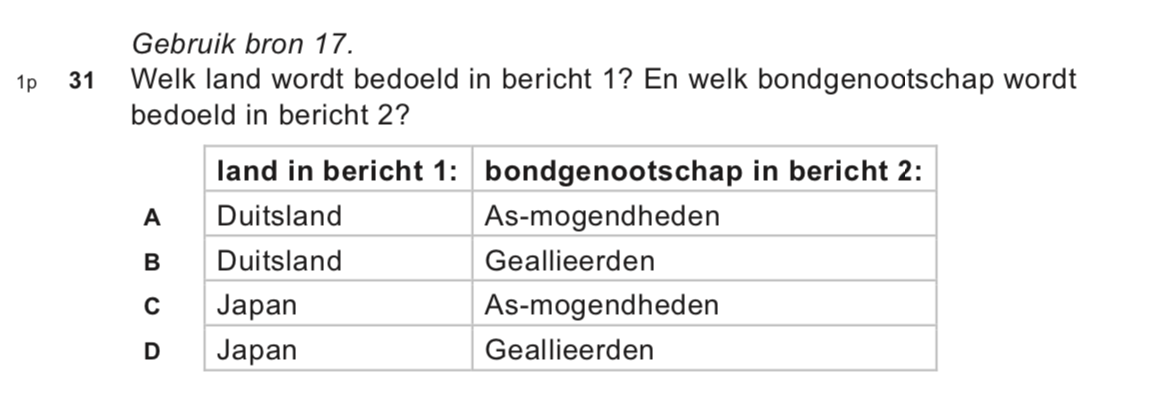 Gebruik bron 17.
1p 31 Welk land wordt bedoeld in bericht 1? En welk bondgenootschap wordt
bedoeld in bericht 2?
land in bericht 1: bondgenootschap in bericht 2:
A Duitsland As-mogendheden
B Duitsland Geallieerden
C Japan As-mogendheden
D Japan Geallieerden